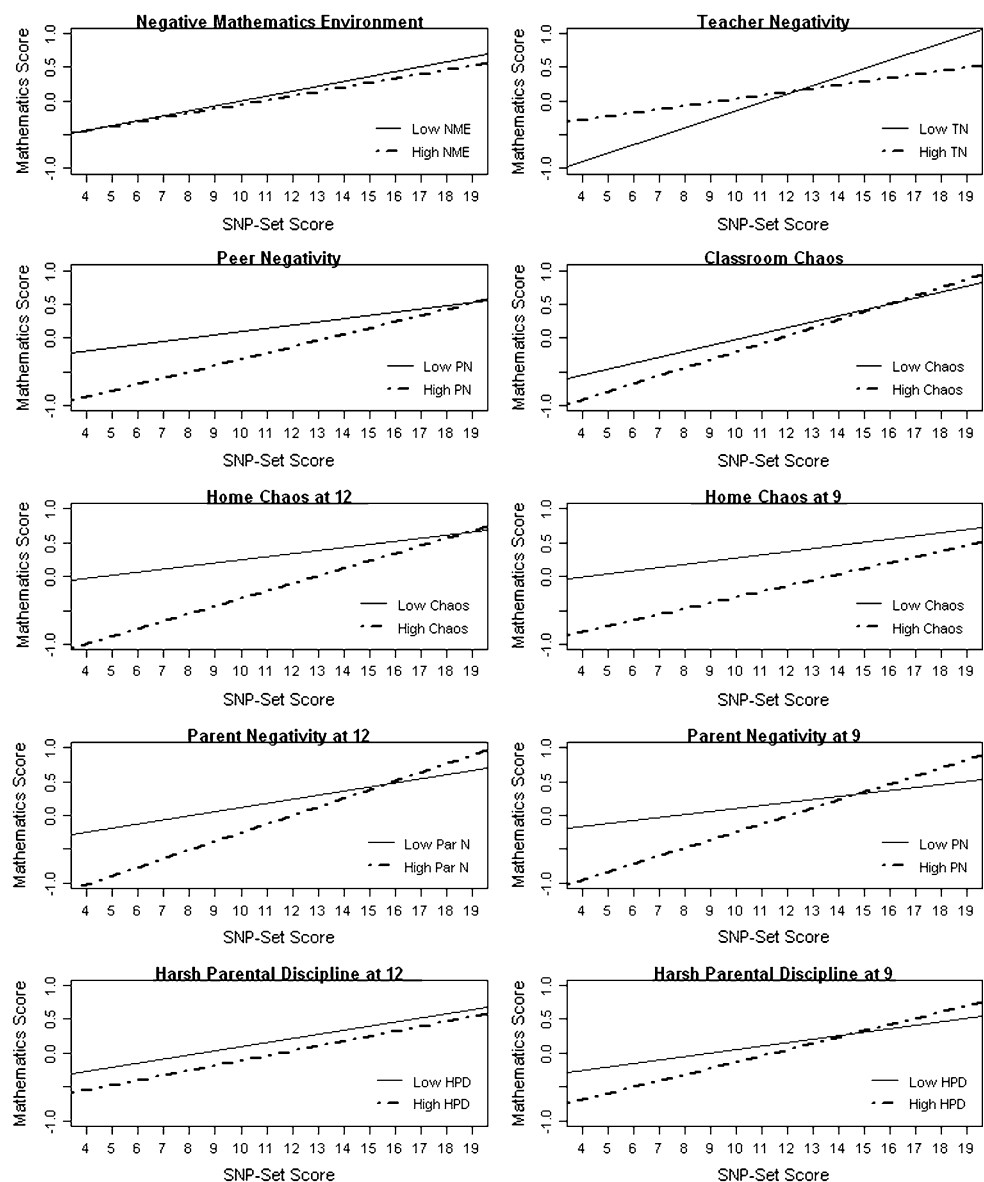 Negative Mathematics Environment
Mathematics Score
1.0
0.5
0.0
-1.0
Low NME
High NME
4 5 6 7 8 9 10 11 12 13 14 15 16 17 18 19
SNP-Set Score
Teacher Negativity
Mathematics Score
1.0
0.5
0.0
-1.0
Low TN
High TN
4 5 6 7 8 9 10 11 12 13 14 15 16 17 18 19
SNP-Set Score
Peer Negativity
Mathematics Score
1.0
0.5
0.0
-1.0
Low PN
High PN
4 5 6 7 8 9 10 11 12 13 14 15 16 17 18 19
SNP-Set Score
Classroom Chaos
Mathematics Score
1.0
0.5
0.0
-1.0
Low Chaos
High Chaos
4 5 6 7 8 9 10 11 12 13 14 15 16 17 18 19
SNP-Set Score
Home Chaos at 12
Mathematics Score
1.0
0.5
0.0
-1.0
Low Chaos
High Chaos
4 5 6 7 8 9 10 11 12 13 14 15 16 17 18 19
SNP-Set Score
Home Chaos at 9
Mathematics Score
1.0
0.5
0.0
-1.0
Low Chaos
High Chaos
4 5 6 7 8 9 10 11 12 13 14 15 16 17 18 19
SNP-Set Score
Parent Negativity at 12
Mathematics Score
1.0
0.5
0.0
-1.0
Low Par N
High Par N
4 5 6 7 8 9 10 11 12 13 14 15 16 17 18 19
SNP-Set Score
Parent Negativity at 9
Mathematics Score
1.0
0.5
0.0
-1.0
Low PN
High PN
4 5 6 7 8 9 10 11 12 13 14 15 16 17 18 19
SNP-Set Score
Harsh Parental Discipline at 12
Mathematics Score
1.0
0.5
0.0
-1.0
Low HPD
High HPD
4 5 6 7 8 9 10 11 12 13 14 15 16 17 18 19
SNP-Set Score
Harsh Parental Discipline at 9
Mathematics Score
1.0
0.5
0.0
-1.0
Low HPD
High HPD
4 5 6 7 8 9 10 11 12 13 14 15 16 17 18 19
SNP-Set Score